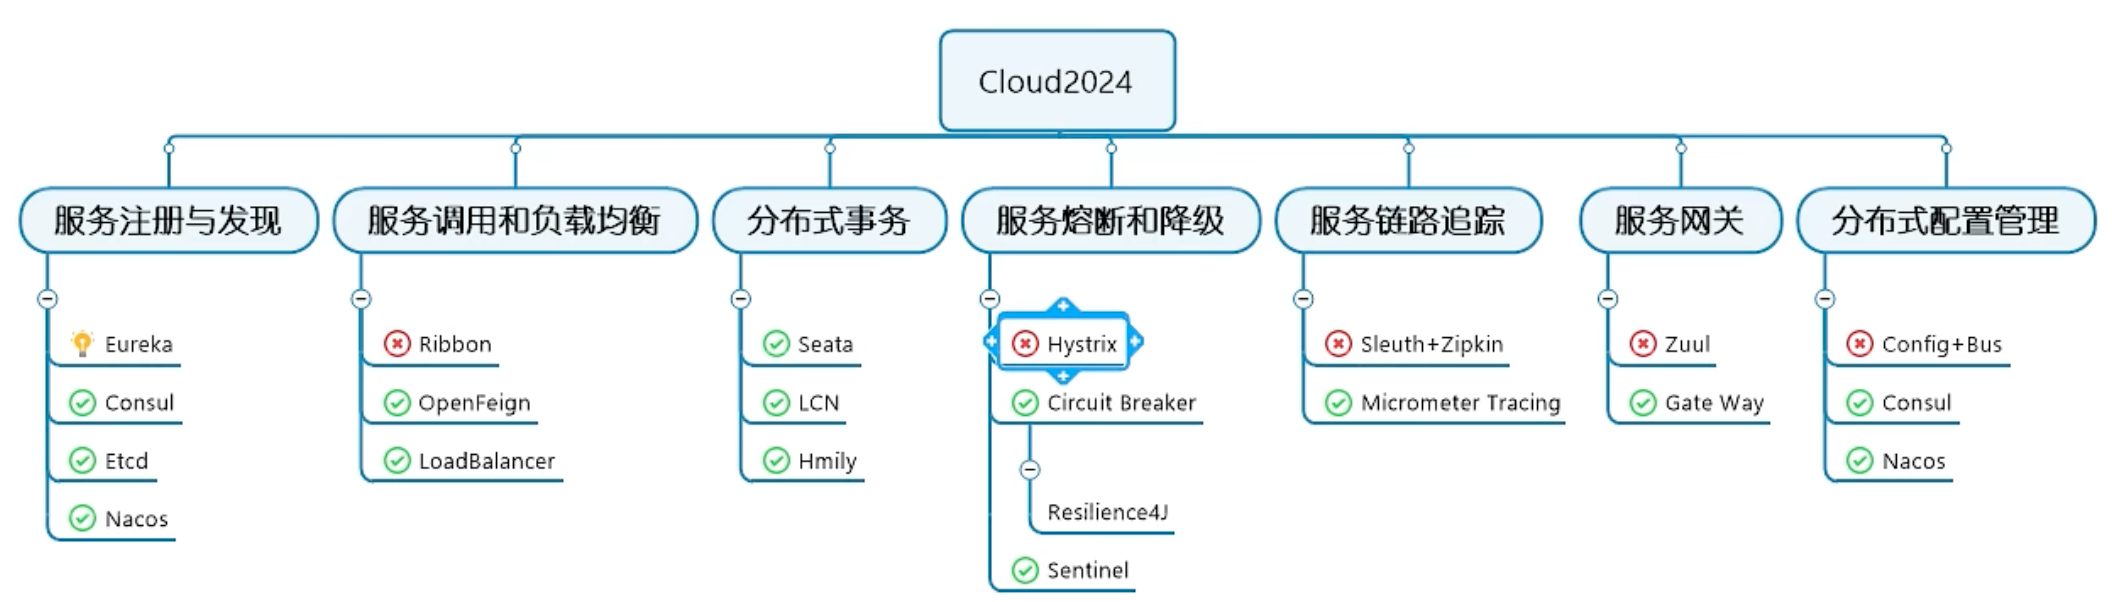 Cloud2024
服务注册与发现
Eureka
Consul
Etcd
Nacos
服务调用和负载均衡
Ribbon
OpenFeign
LoadBalancer
分布式事务
Seata
LCN
Hmily
服务熔断和降级
Hystrix
Circuit Breaker
Resilience4J
Sentinel
服务链路追踪
Sleuth+Zipkin
Micrometer Tracing
服务网关
Zuul
Gate Way
分布式配置管理
Config+Bus
Consul
Nacos